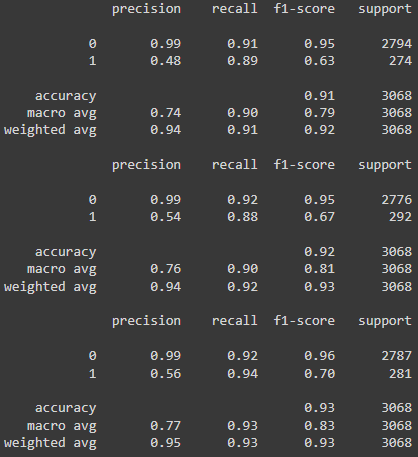 precision recall f1-score support
0 0.99 0.91 0.95 2794
1 0.48 0.89 0.63 274
accuracy 0.91 3068
macro avg 0.74 0.90 0.79 3068
weighted avg 0.94 0.91 0.92 3068
precision recall f1-score support
0 0.99 0.92 0.95 2776
1 0.54 0.88 0.67 292
accuracy 0.92 3068
macro avg 0.76 0.90 0.81 3068
weighted avg 0.94 0.92 0.93 3068
precision recall f1-score support
0 0.99 0.92 0.96 2787
1 0.56 0.94 0.70 281
accuracy 0.93 3068
macro avg 0.77 0.93 0.83 3068
weighted avg 0.95 0.93 0.93 3068